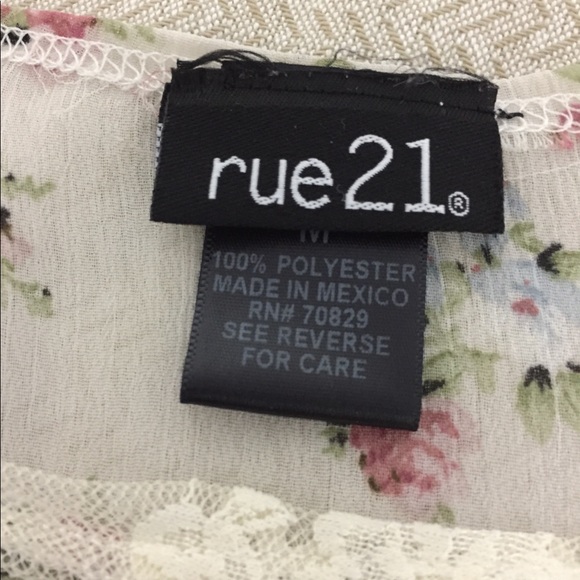 rue21®
M
100% POLYESTER
MADE IN MEXICO
RN# 70829
SEE REVERSE
FOR CARE